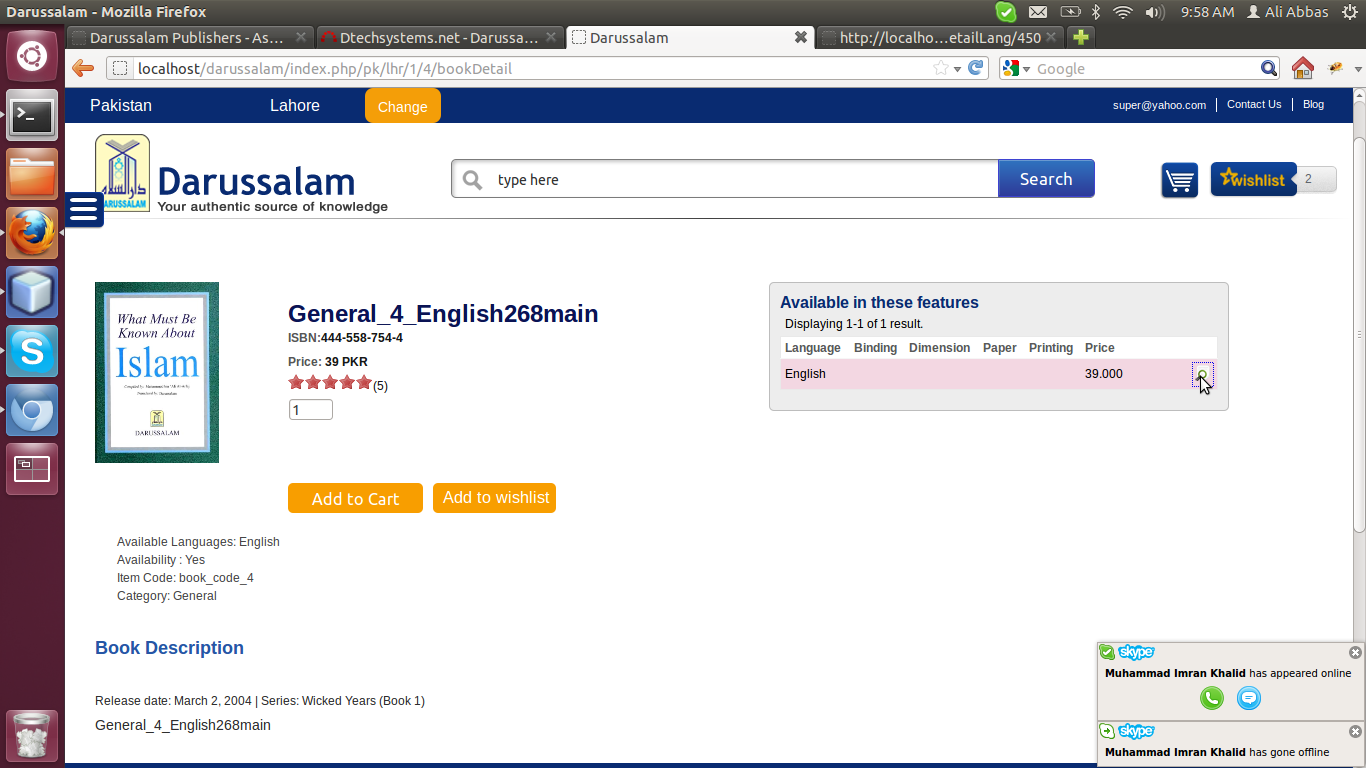 Darussalam - Mozilla Firefox
9:58 AM Ali Abbas
Darussalam Publishers - As...
Dtechsystems.net - Darussa...
Darussalam
http://localho...etailLang/450
localhost/darussalam/index.php/pk/lhr/1/4/bookDetail
Google
Pakistan
Lahore
Change
super@yahoo.com
Contact Us
Blog
DARUSSALAM
Darussalam
Your authentic source of knowledge
type here
Search
wishlist
2
What Must Be
Known About
Islam
DARUSSALAM
General_4_English268main
ISBN:444-558-754-4
Price: 39 PKR
(5)
1
Add to Cart
Add to wishlist
Available in these features
Displaying 1-1 of 1 result.
Language Binding Dimension Paper Printing Price
English 39.000
Available Languages: English
Availability : Yes
Item Code: book_code_4
Category: General
Book Description
Release date: March 2, 2004 | Series: Wicked Years (Book 1)
General_4_English268main
skype
Muhammad Imran Khalid has appeared online
skype
Muhammad Imran Khalid has gone offline